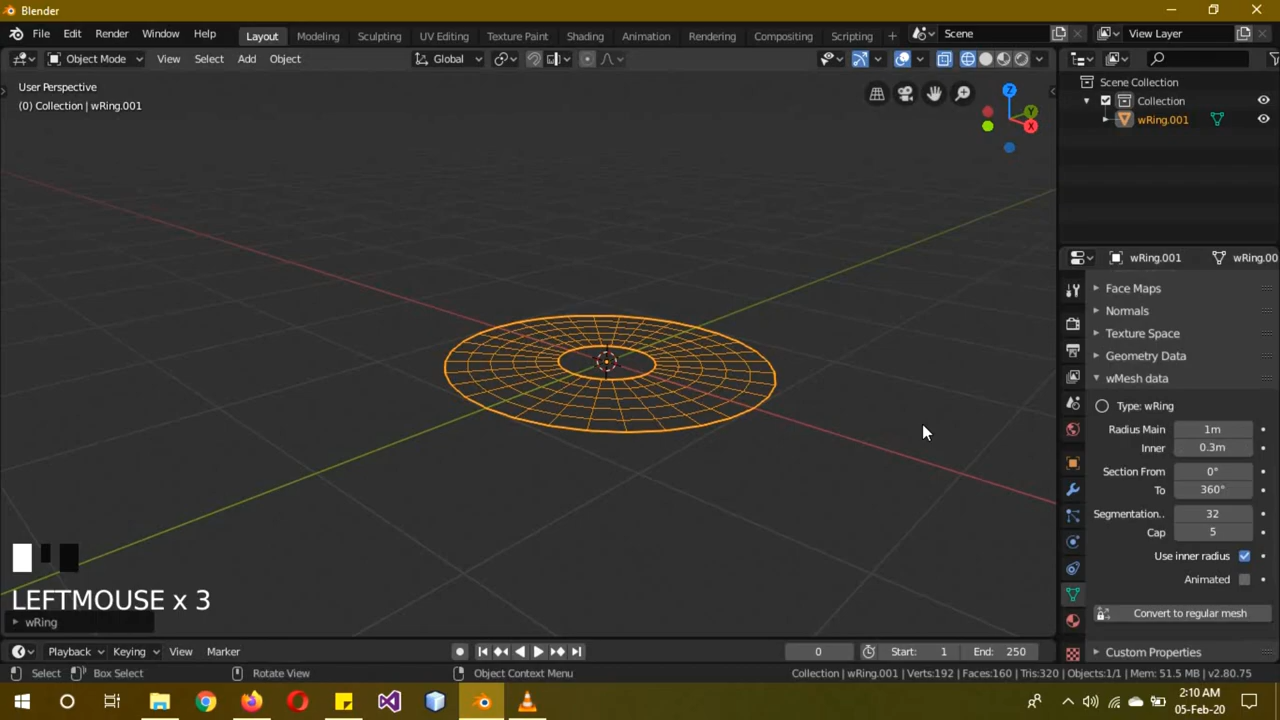 Blender
File Edit Render Window Help
Layout Modeling Sculpting UV Editing Texture Paint Shading Animation Rendering Compositing Scripting
Scene
View Layer
Object Mode View Select Add Object
Global
User Perspective
(0) Collection | wRing.001
Z
Y
X
Scene Collection
Collection
wRing.001
wRing.001 wRing.00
Face Maps
Normals
Texture Space
Geometry Data
wMesh data
Type: wRing
Radius Main 1m
Inner 0.3m
Section From 0°
To 360°
Segmentation.. 32
Cap 5
Use inner radius
Animated
Convert to regular mesh
Custom Properties
LEFTMOUSE x 3
wRing
Playback Keying View Marker
0
Start: 1
End: 250
Select Box Select Rotate View Object Context Menu
Collection | wRing.001 | Verts:192 | Faces:160 | Tris:320 | Objects:1/1 | Mem: 51.5 MB | v2.80.75
2:10 AM
05-Feb-20